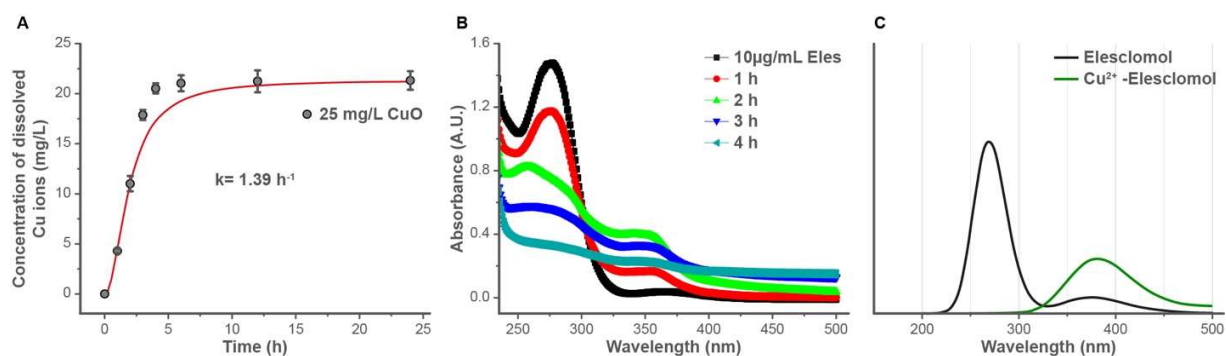 A
Concentration of dissolved
Cu ions (mg/L)
25
20
15
10
5
0
25 mg/L CuO
k= 1.39 h⁻¹
0 5 10 15 20 25
Time (h)
B
Absorbance (A.U.)
1.6
1.2
0.8
0.4
0.0
10µg/mL Eles
1 h
2 h
3 h
4 h
250 300 350 400 450 500
Wavelength (nm)
C
Elesclomol
Cu²⁺ -Elesclomol
200 300 400 500
Wavelength (nm)